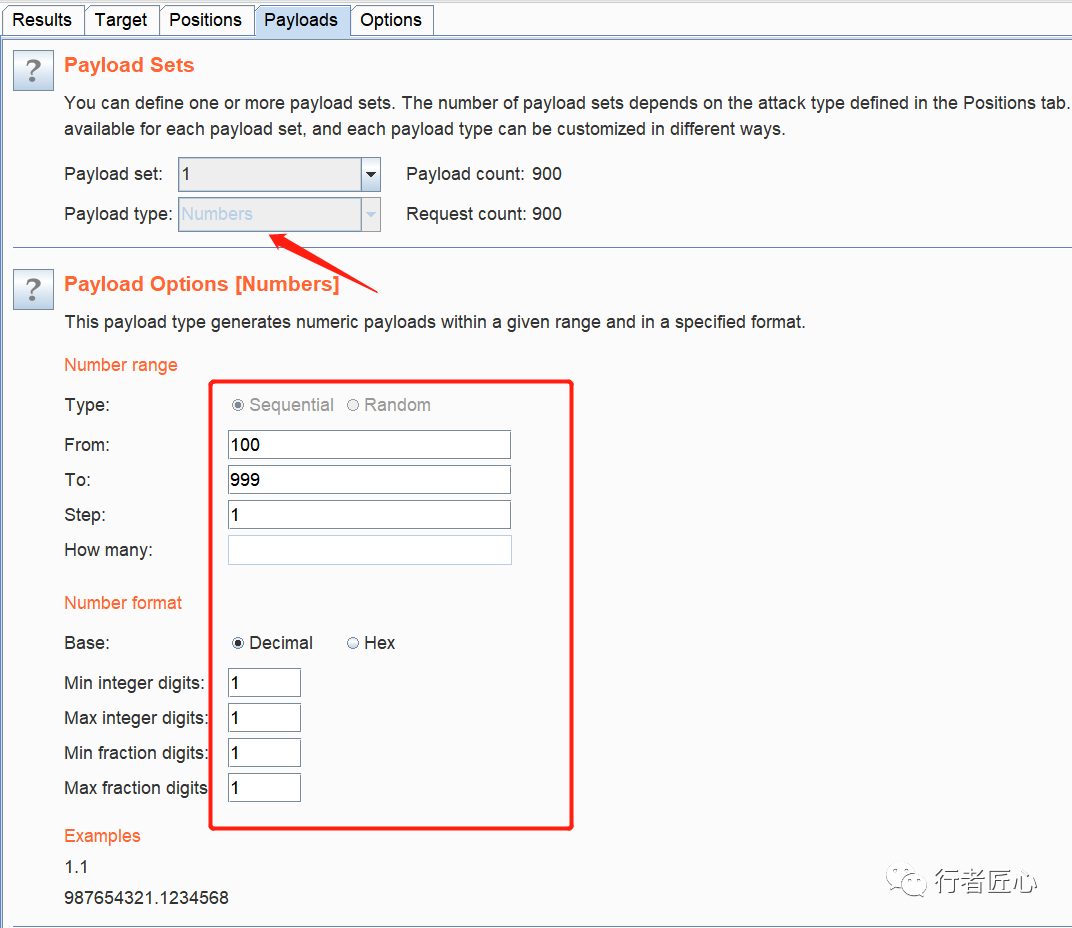 Results Target Positions Payloads Options
? Payload Sets
You can define one or more payload sets. The number of payload sets depends on the attack type defined in the Positions tab.
available for each payload set, and each payload type can be customized in different ways.
Payload set: 1 Payload count: 900
Payload type: Numbers Request count: 900
? Payload Options [Numbers]
This payload type generates numeric payloads within a given range and in a specified format.
Number range
Type: Sequential Random
From: 100
To: 999
Step: 1
How many:
Number format
Base: Decimal Hex
Min integer digits: 1
Max integer digits: 1
Min fraction digits: 1
Max fraction digits 1
Examples
1.1
987654321.1234568
行者匠心